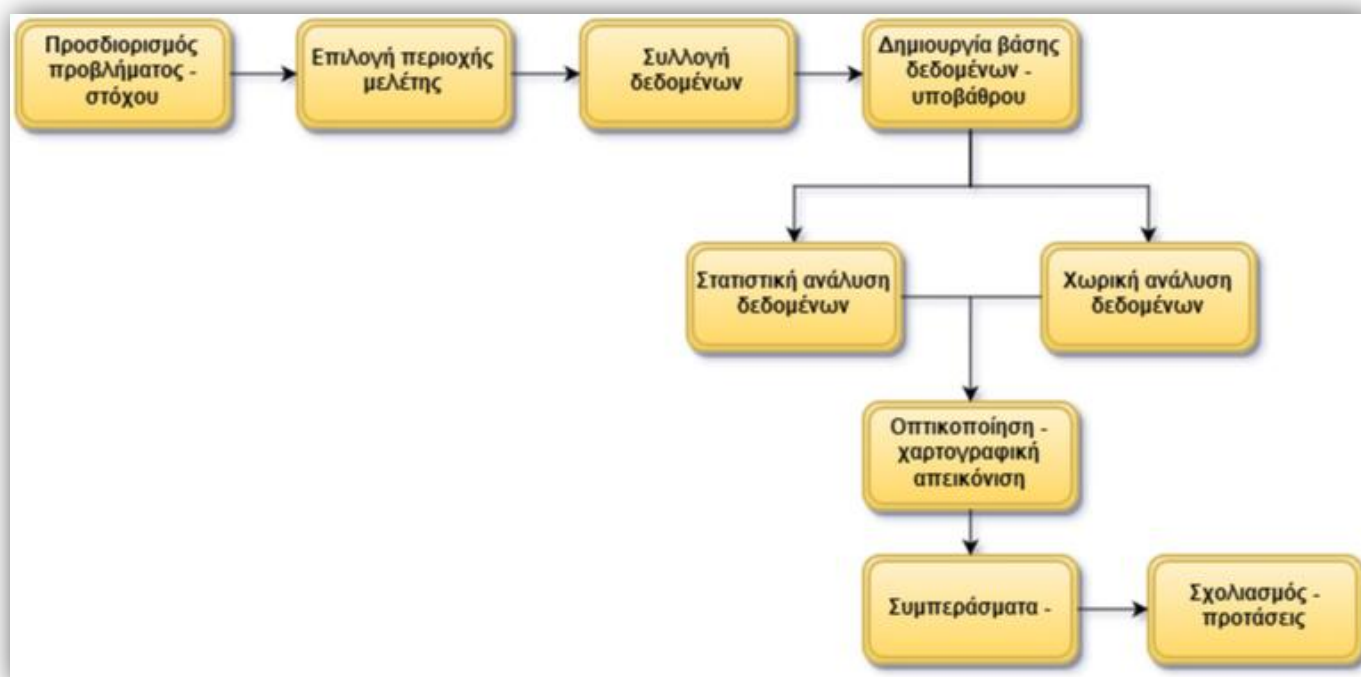 Προσδιορισμός
προβλήματος -
στόχου
Επιλογή περιοχής
μελέτης
Συλλογή
δεδομένων
Δημιουργία βάσης
δεδομένων -
υποβάθρου
Στατιστική ανάλυση
δεδομένων
Χωρική ανάλυση
δεδομένων
Οπτικοποίηση -
χαρτογραφική
απεικόνιση
Συμπεράσματα -
Σχολιασμός -
προτάσεις